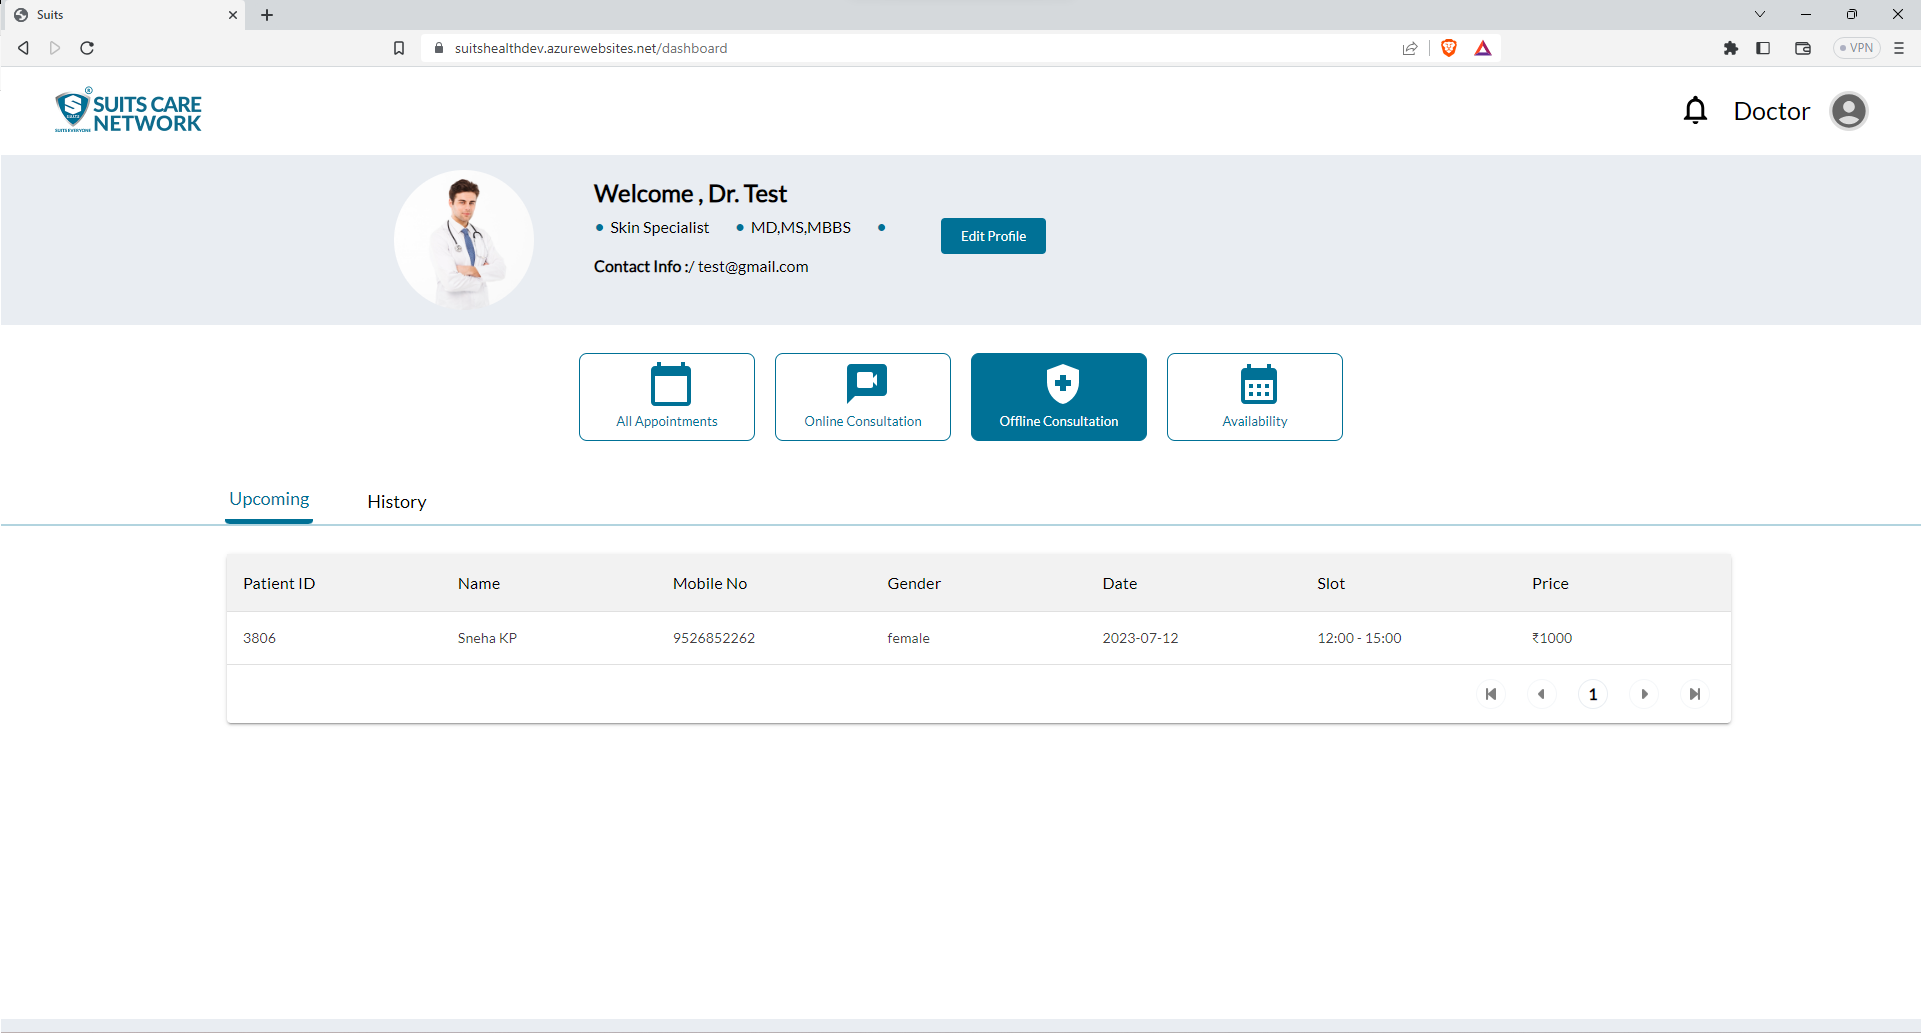 Suits
suitshealthdev.azurewebsites.net/dashboard
VPN
SUITS CARE
NETWORK
SUITS EVERYONE
Doctor
Welcome , Dr. Test
Skin Specialist
MD,MS,MBBS
Edit Profile
Contact Info :/ test@gmail.com
All Appointments
Online Consultation
Offline Consultation
Availability
Upcoming
History
Patient ID Name Mobile No Gender Date Slot Price
3806 Sneha KP 9526852262 female 2023-07-12 12:00 - 15:00 ₹1000
1